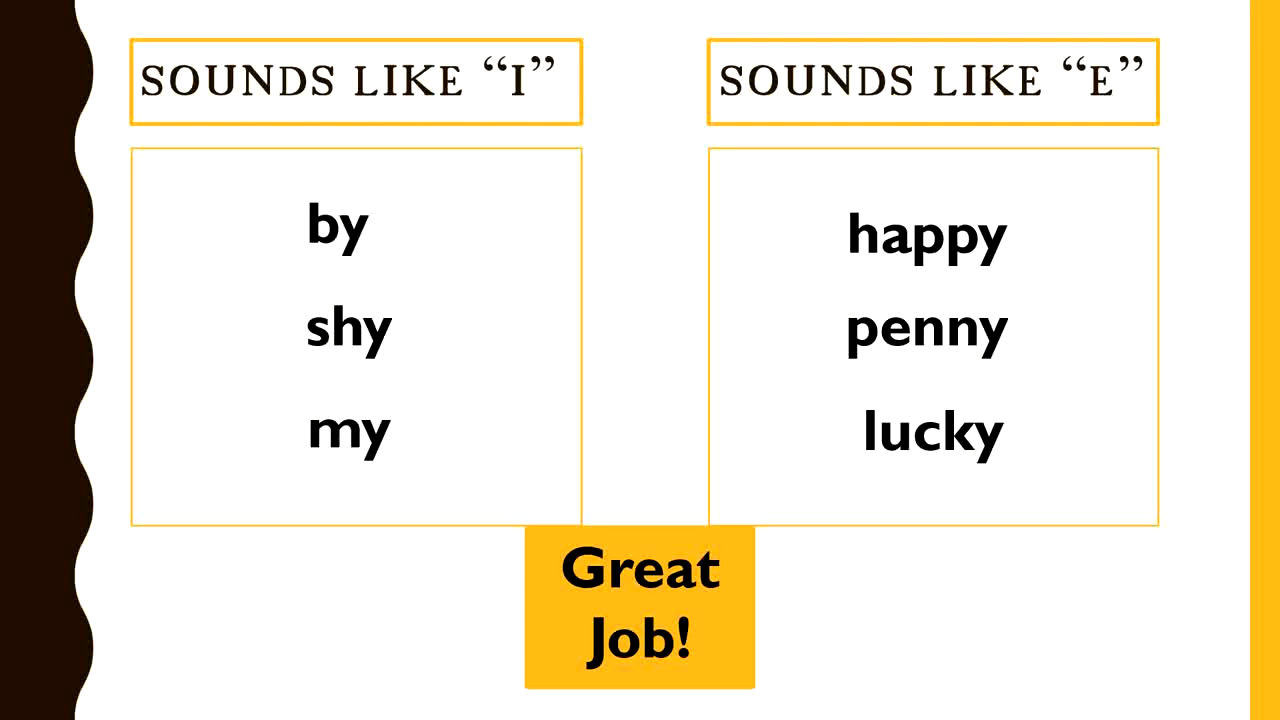 SOUNDS LIKE “I”
by
shy
my
SOUNDS LIKE “E”
happy
penny
lucky
Great
Job!